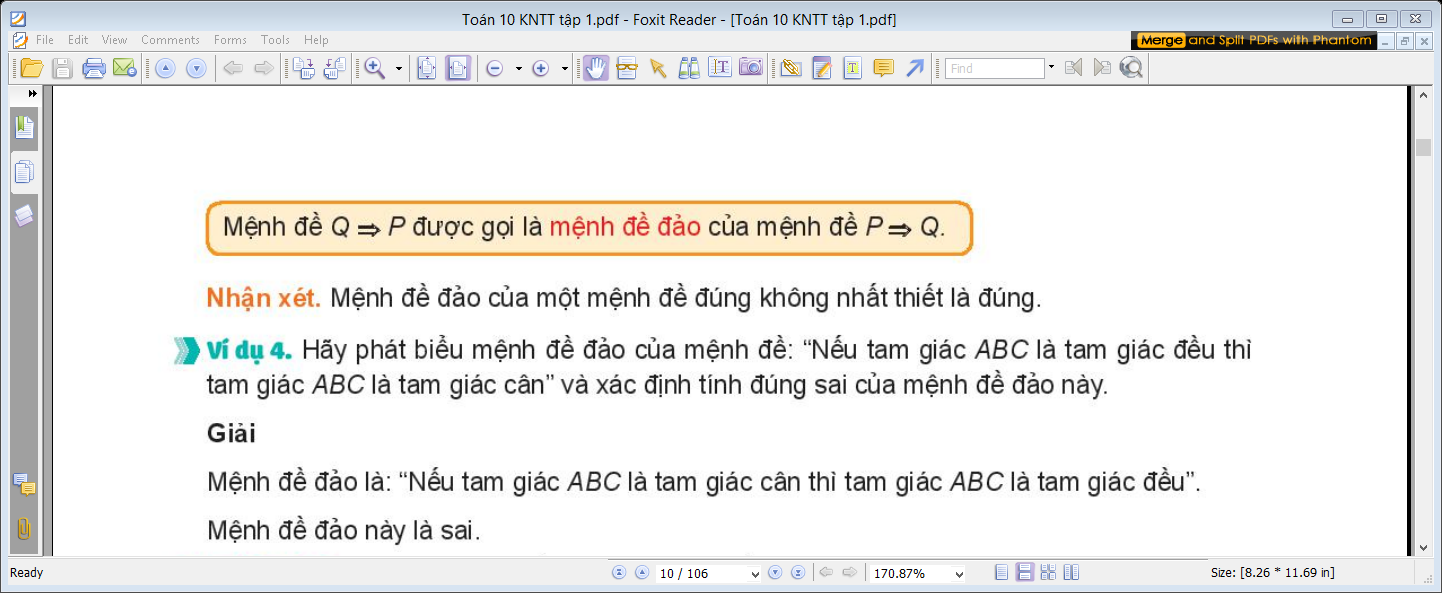 Toán 10 KNTT tập 1.pdf - Foxit Reader - [Toán 10 KNTT tập 1.pdf]
File Edit View Comments Forms Tools Help
Merge and Split PDFs with Phantom
Find
Mệnh đề Q ⇒ P được gọi là mệnh đề đảo của mệnh đề P ⇒ Q.
Nhận xét. Mệnh đề đảo của một mệnh đề đúng không nhất thiết là đúng.
Ví dụ 4. Hãy phát biểu mệnh đề đảo của mệnh đề: “Nếu tam giác ABC là tam giác đều thì
tam giác ABC là tam giác cân” và xác định tính đúng sai của mệnh đề đảo này.
Giải
Mệnh đề đảo là: “Nếu tam giác ABC là tam giác cân thì tam giác ABC là tam giác đều”.
Mệnh đề đảo này là sai.
Ready 10 / 106 170.87% Size: [8.26 * 11.69 in]